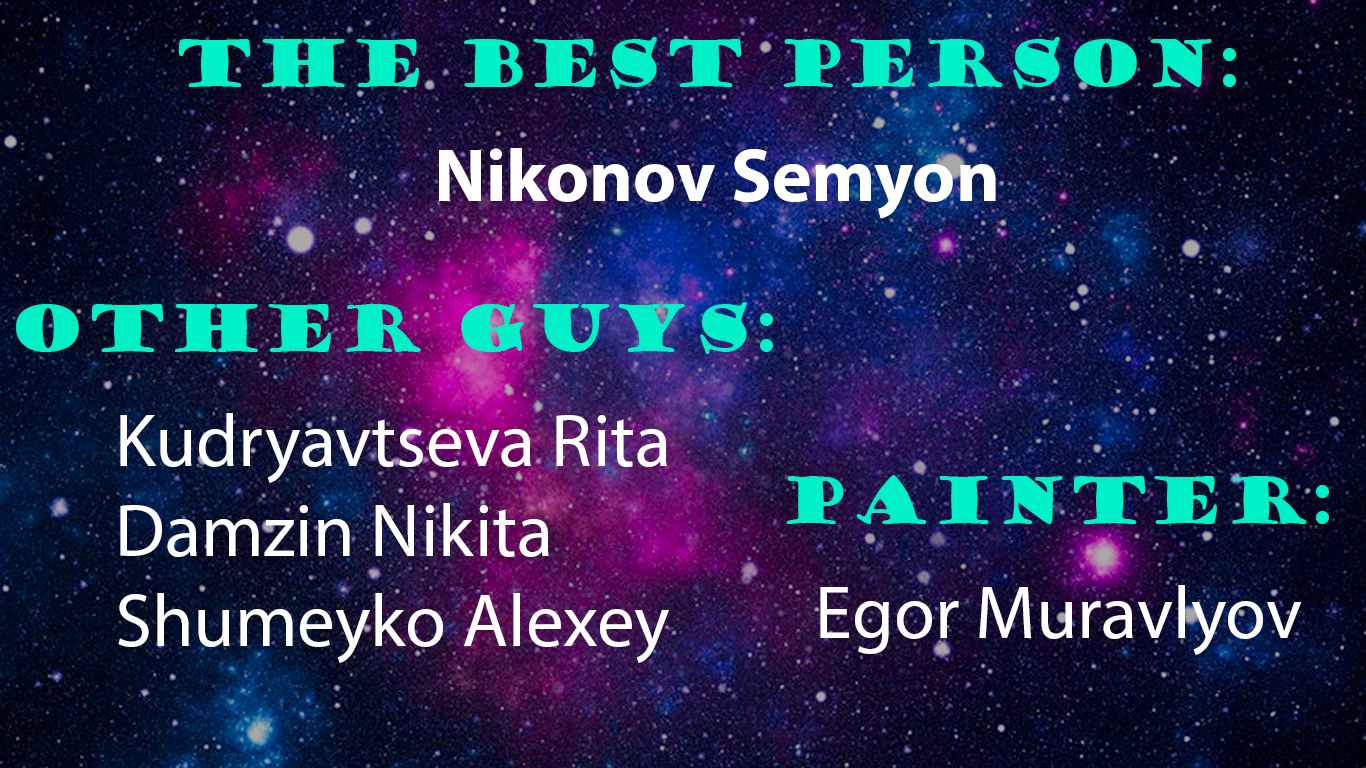 THE BEST PERSON:
Nikonov Semyon
OTHER GUYS:
Kudryavtseva Rita
Damzin Nikita
Shumeyko Alexey
PAINTER:
Egor Muravlyov